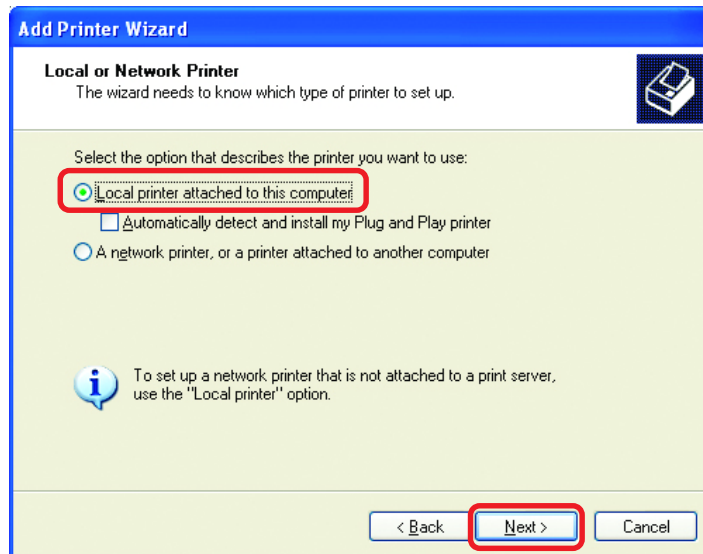 Add Printer Wizard
Local or Network Printer
The wizard needs to know which type of printer to set up.
Select the option that describes the printer you want to use:
Local printer attached to this computer
Automatically detect and install my Plug and Play printer
A network printer, or a printer attached to another computer
To set up a network printer that is not attached to a print server,
use the "Local printer" option.
< Back Next > Cancel